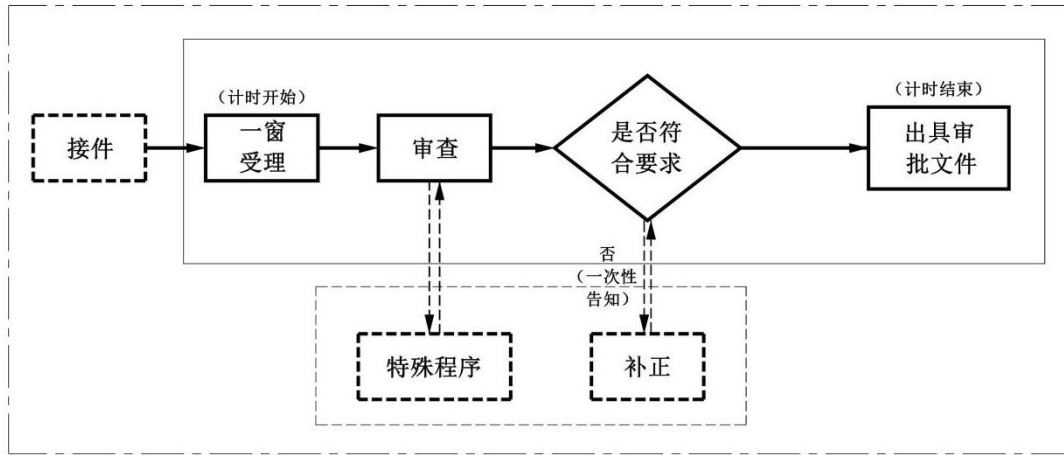 （计时开始）
（计时结束）
接件
一窗
受理
审查
是否符
合要求
出具审
批文件
否
（一次性
告知）
特殊程序
补正